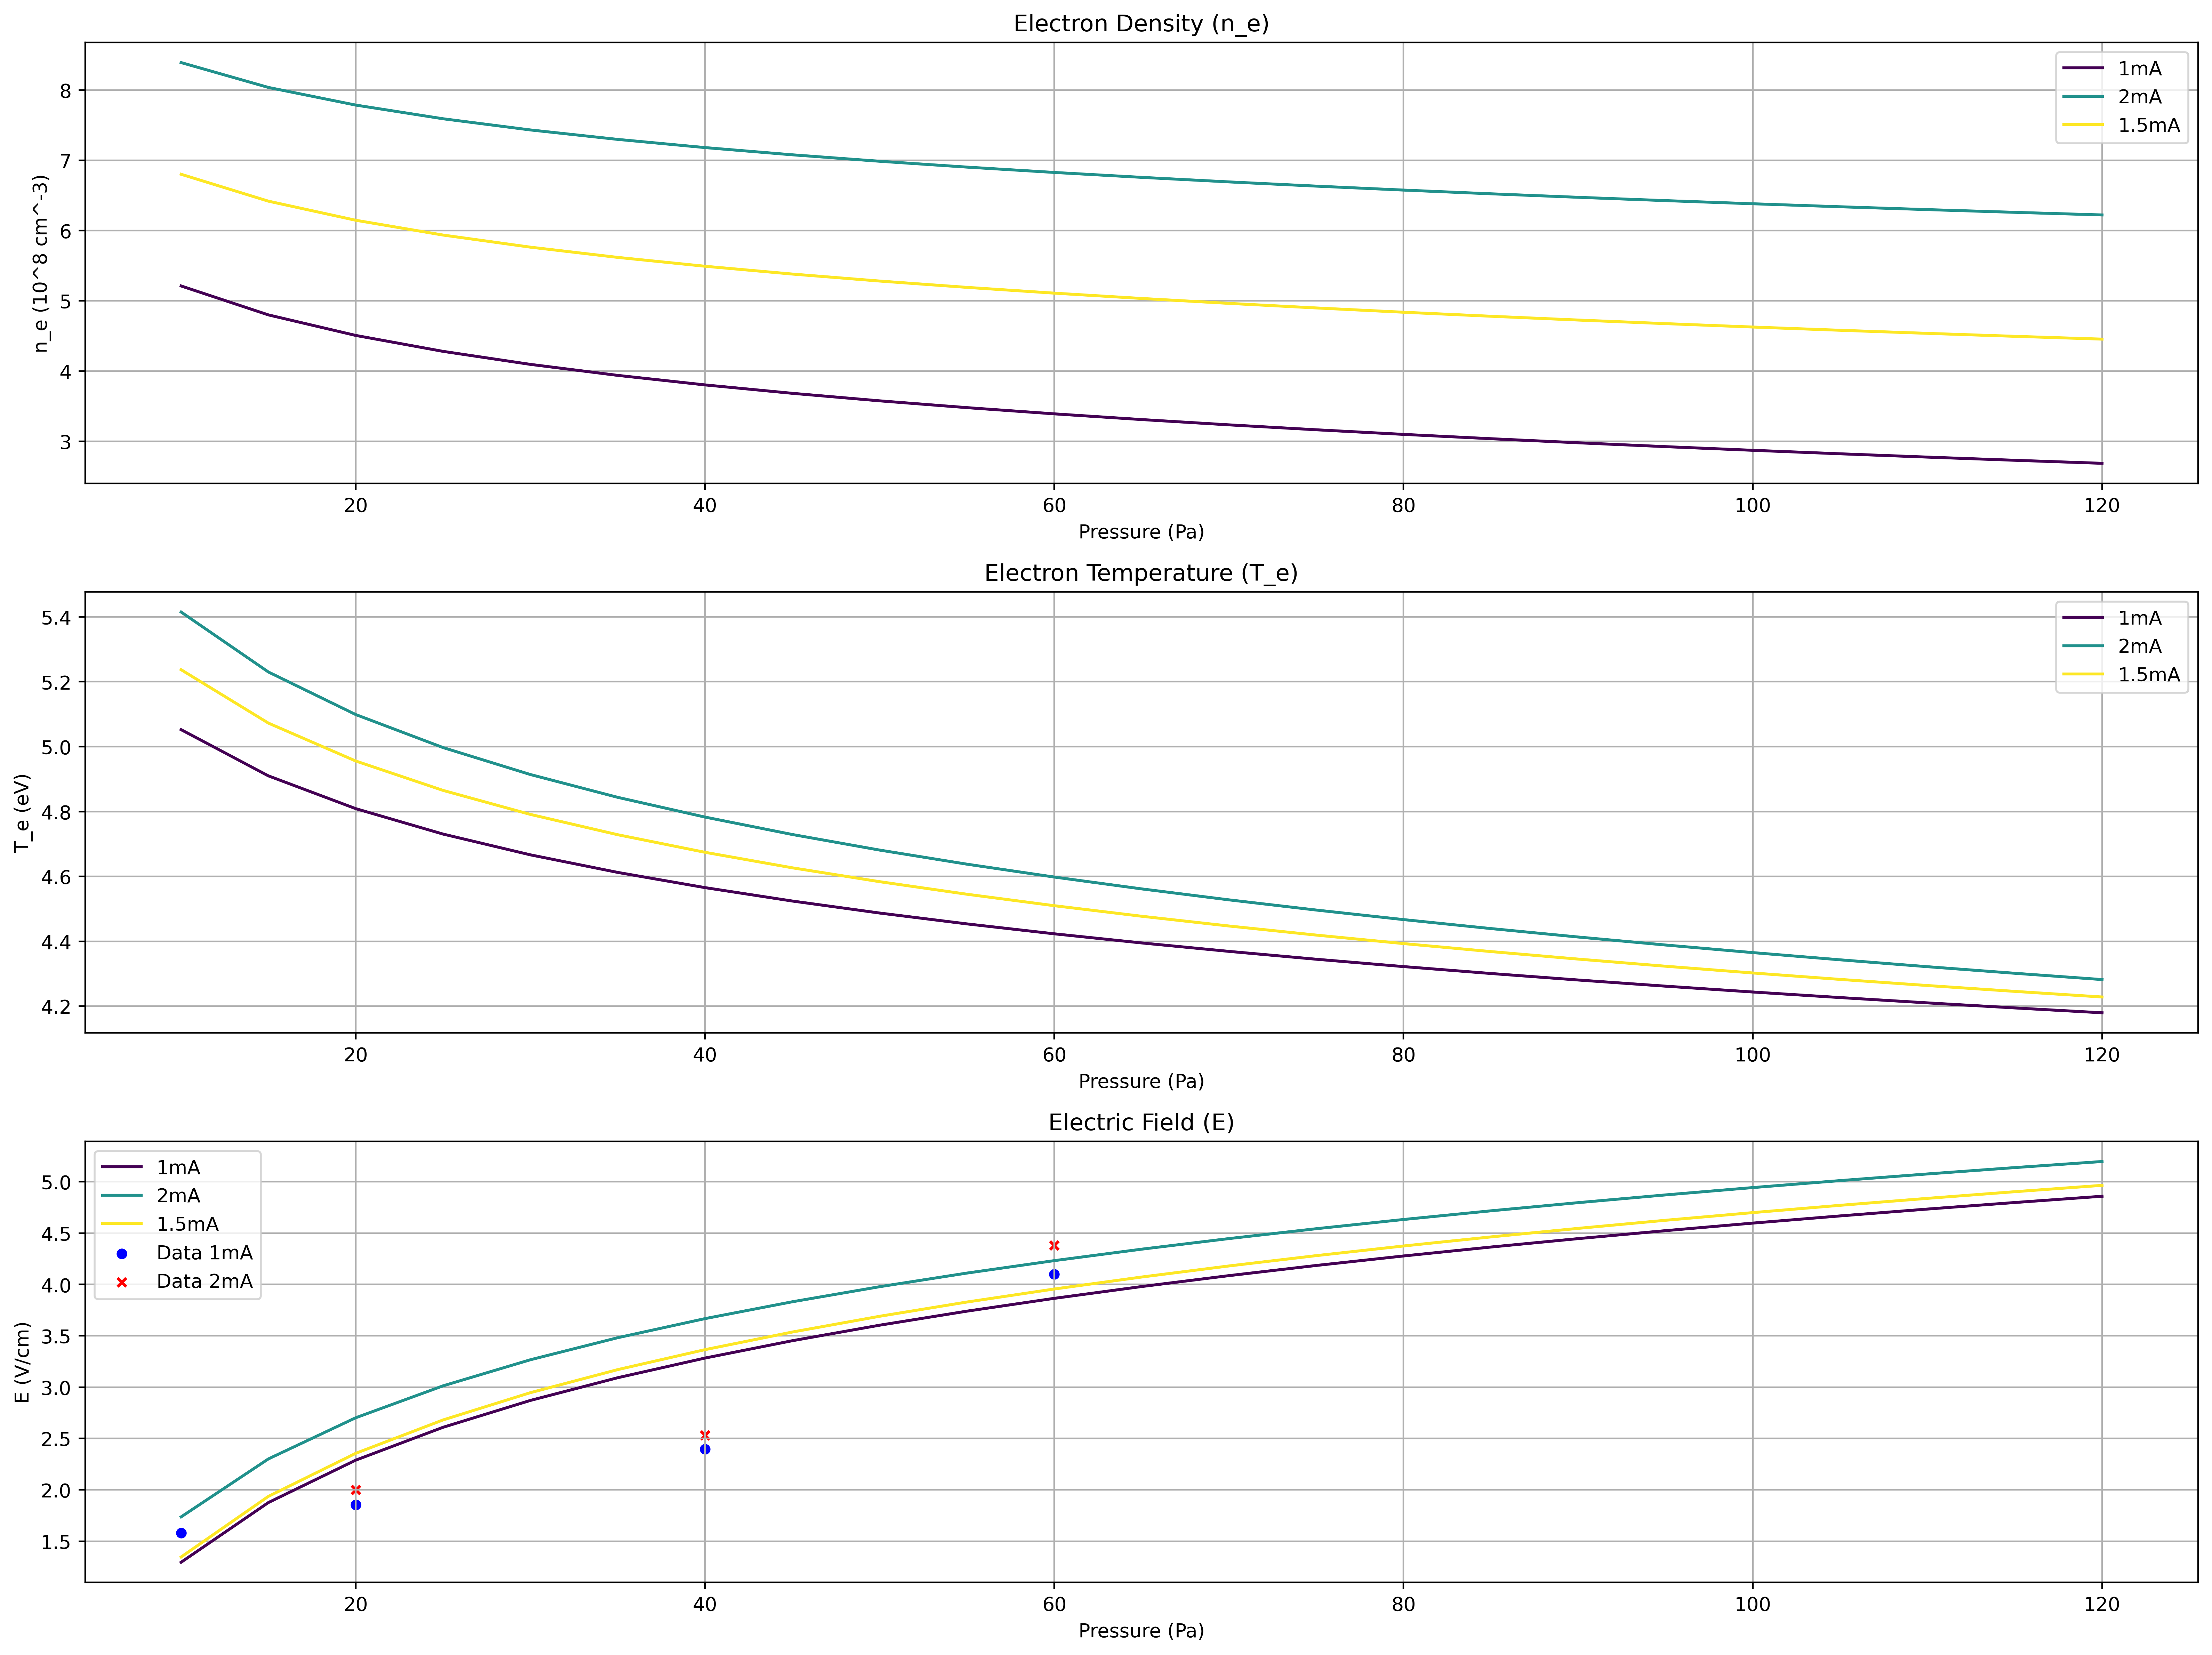 Electron Density (n_e)
n_e (10^8 cm^-3)
8
7
6
5
4
3
1mA
2mA
1.5mA
20 40 60 80 100 120
Pressure (Pa)
Electron Temperature (T_e)
T_e (eV)
5.4
5.2
5.0
4.8
4.6
4.4
4.2
1mA
2mA
1.5mA
20 40 60 80 100 120
Pressure (Pa)
Electric Field (E)
E (V/cm)
5.0
4.5
4.0
3.5
3.0
2.5
2.0
1.5
1mA
2mA
1.5mA
Data 1mA
Data 2mA
20 40 60 80 100 120
Pressure (Pa)